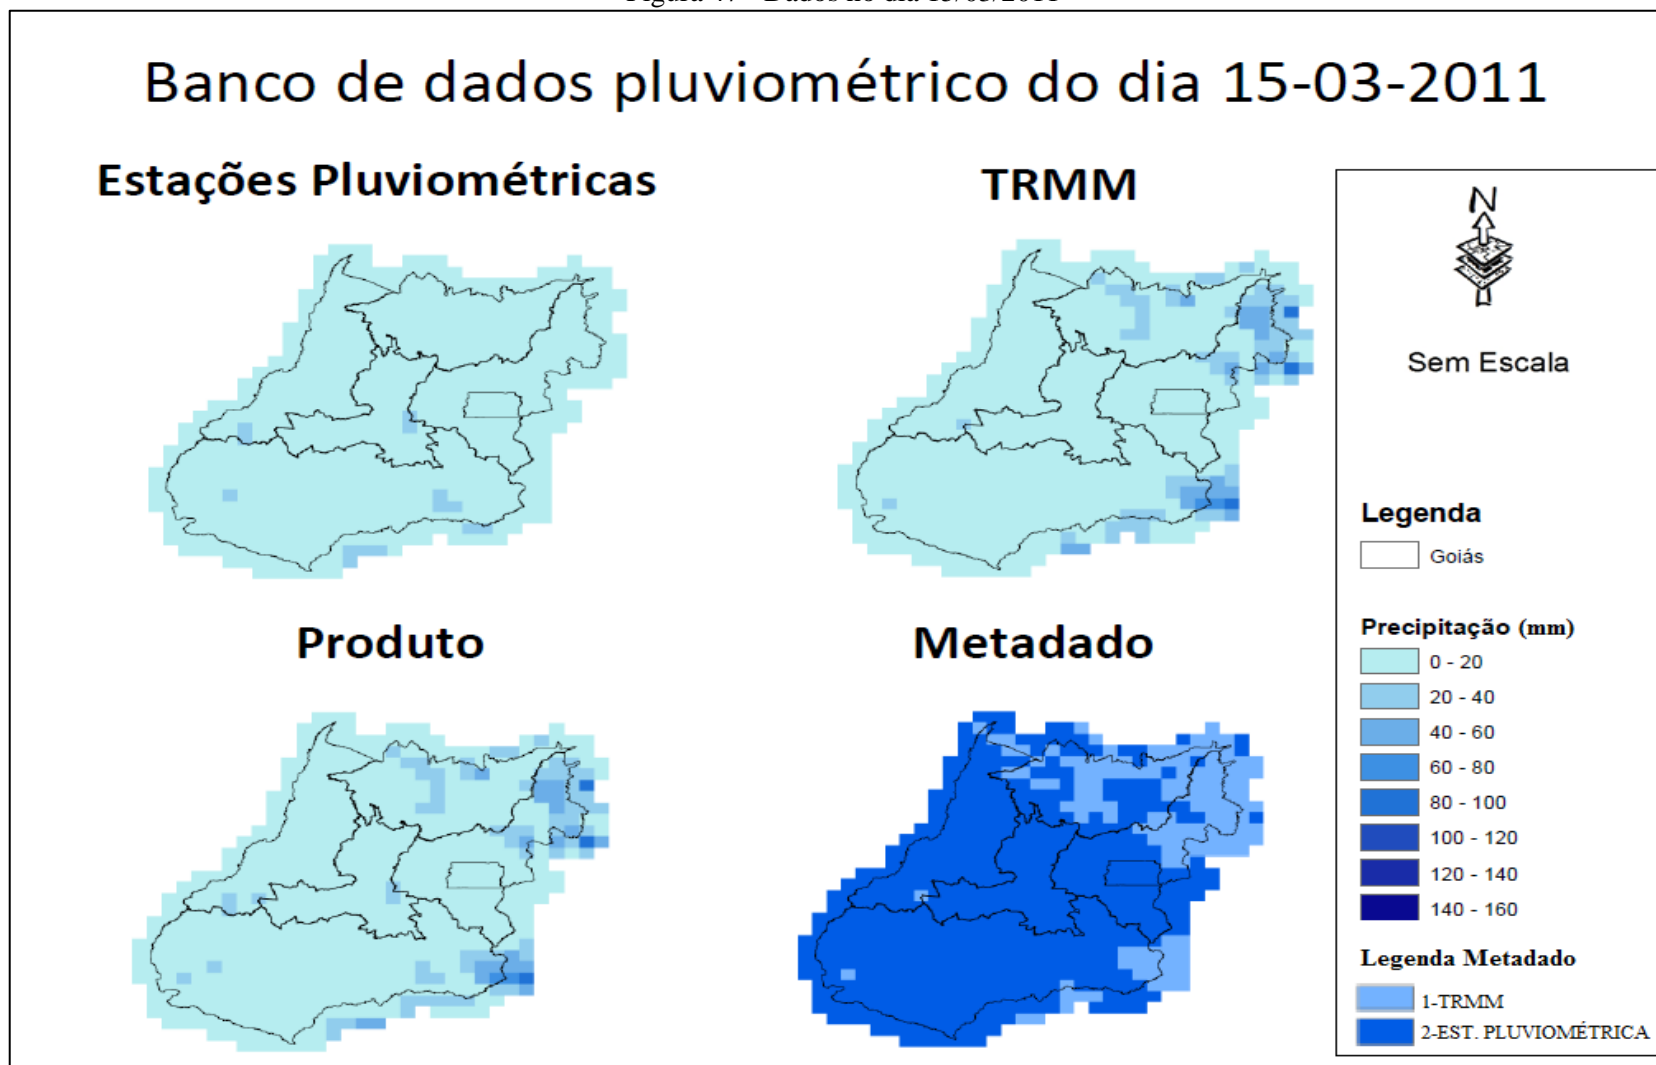 Banco de dados pluviométrico do dia 15-03-2011
Estações Pluviométricas
TRMM
Produto
Metadado
N
Sem Escala
Legenda
Goiás
Precipitação (mm)
0 - 20
20 - 40
40 - 60
60 - 80
80 - 100
100 - 120
120 - 140
140 - 160
Legenda Metadado
1-TRMM
2-EST. PLUVIOMÉTRICA